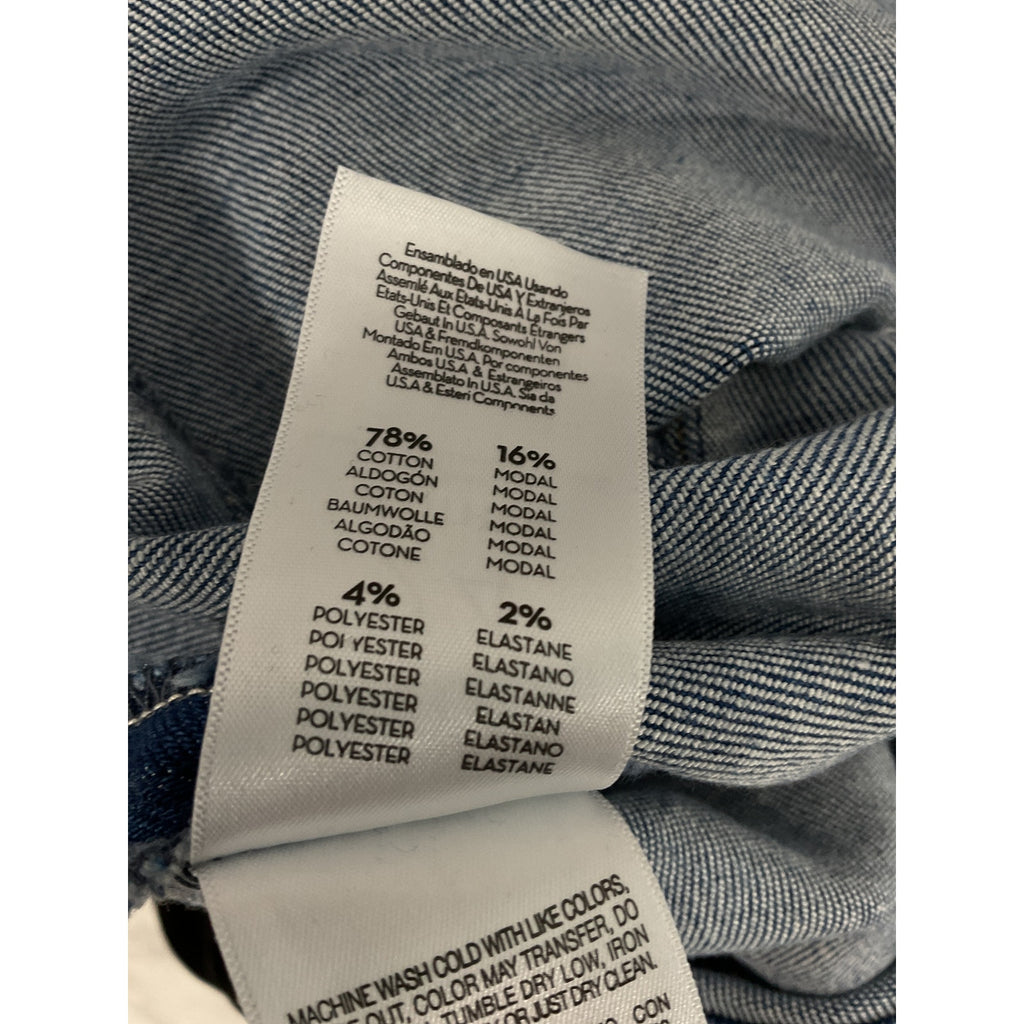 Ensamblado en USA Usando
Componentes De USA Y Extranjeros
Assemlé Aux Etats-Unis A La Fois Par
Etats-Unis Et Composants Étrangers
Gebaut In U.S.A. Sowohl Von
USA & Fremdkomponenten
Montado Em U.S.A. Por componentes
Ambos U.S.A & Estrangeiros
Assemblato In U.S.A. Sia da
U.S.A & Esteri Components
78%
COTTON
ALDOGÓN
COTON
BAUMWOLLE
ALGODÃO
COTONE
16%
MODAL
MODAL
MODAL
MODAL
MODAL
MODAL
4%
POLYESTER
POLYESTER
POLYESTER
POLYESTER
POLYESTER
POLYESTER
2%
ELASTANE
ELASTANO
ELASTANNE
ELASTAN
ELASTANO
ELASTANE
MACHINE WASH COLD WITH LIKE COLORS,
OUT, COLOR MAY TRANSFER, DO
TUMBLE DRY LOW, IRON
OR JUST DRY CLEAN.
CON